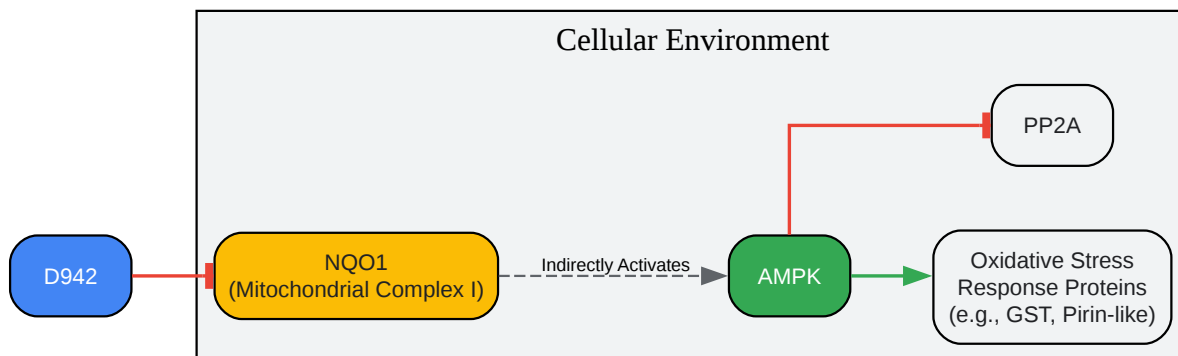 Cellular Environment
PP2A
D942
NQO1
(Mitochondrial Complex I)
Indirectly Activates
AMPK
Oxidative Stress
Response Proteins
(e.g., GST, Pirin-like)